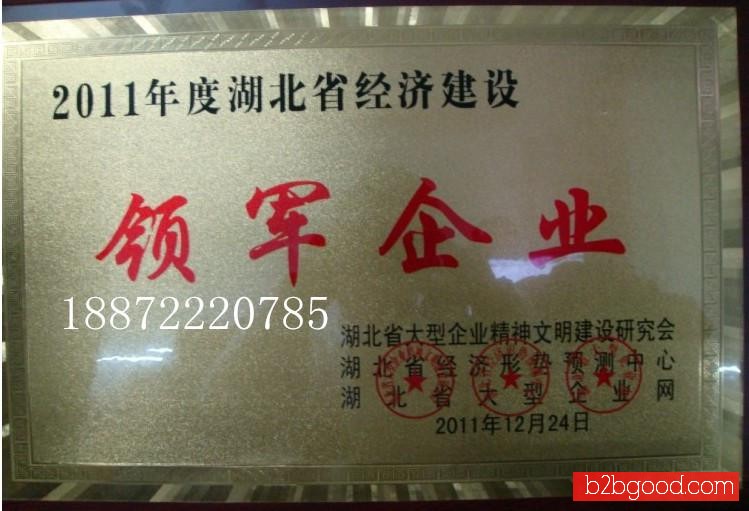 2011年度湖北省经济建设
领军企业
18872220785
湖北省大型企业精神文明建设研究会
湖北省经济形势预测中心
湖北省大型企业网
2011年12月24日
b2bgood.com